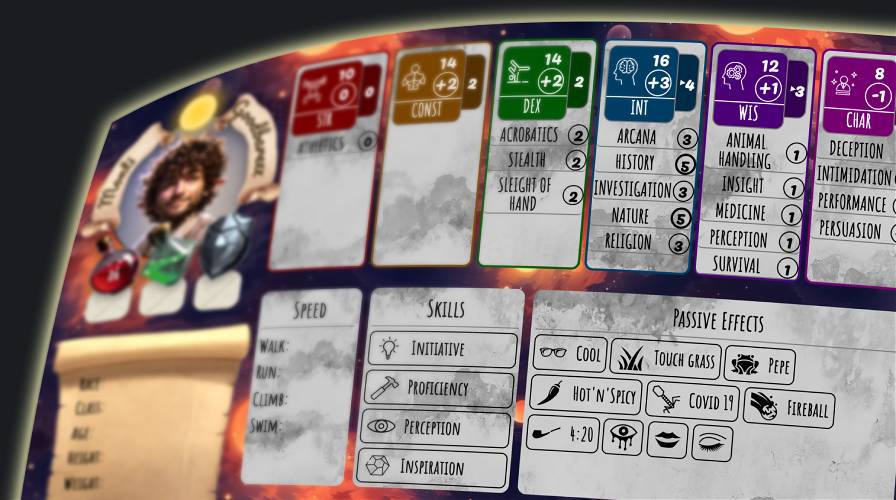 10
0
0
STR
ATHLETICS 0
14
+2
2
CONST
14
+2
2
DEX
ACROBATICS 2
STEALTH 2
SLEIGHT OF
HAND 2
16
+3
4
INT
ARCANA 3
HISTORY 5
INVESTIGATION 3
NATURE 5
RELIGION 3
12
+1
3
WIS
ANIMAL
HANDLING 1
INSIGHT 1
MEDICINE 1
PERCEPTION 1
SURVIVAL 1
8
-1
CHAR
DECEPTION
INTIMIDATION
PERFORMANCE
PERSUASION
SPEED
WALK:
RUN:
CLIMB:
SWIM:
SKILLS
INITIATIVE
PROFICIENCY
PERCEPTION
INSPIRATION
PASSIVE EFFECTS
COOL
TOUCH GRASS
PEPE
HOT'N'SPICY
COVID 19
FIREBALL
4:20
RACE:
CLASS:
AGE:
HEIGHT:
WEIGHT: